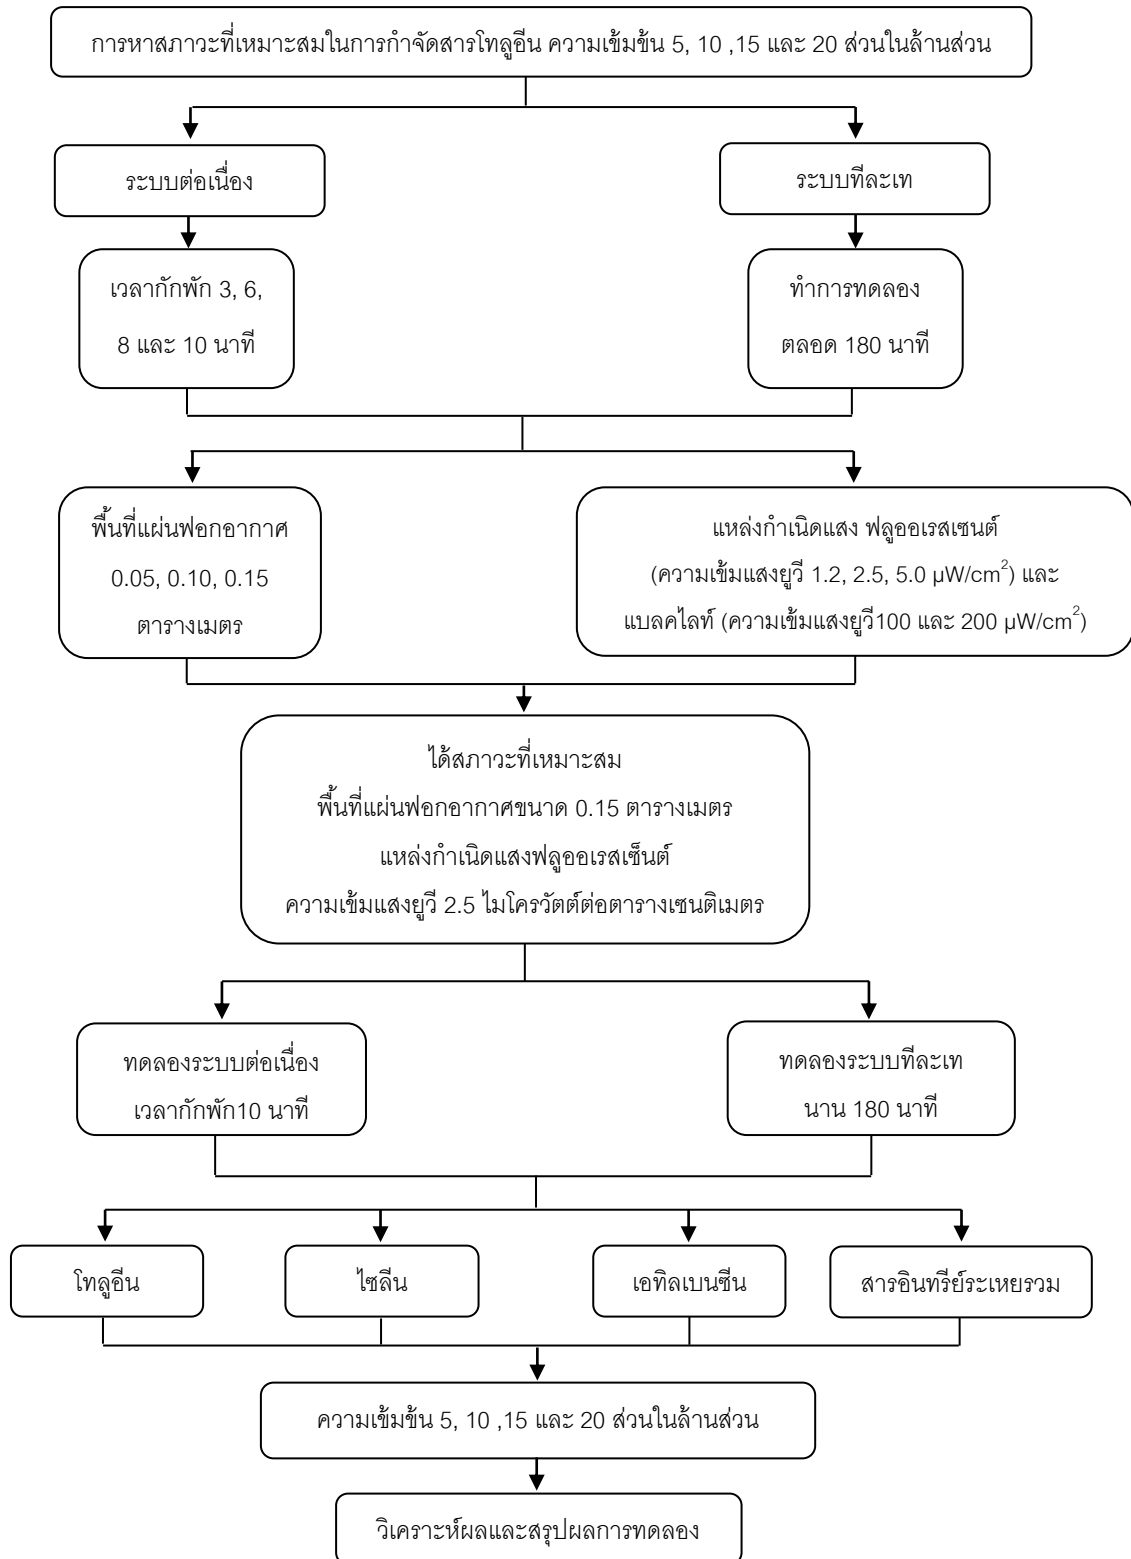 การหาสภาวะที่เหมาะสมในการกำจัดสารโทลูอีน ความเข้มข้น 5, 10 ,15 และ 20 ส่วนในล้านส่วน
ระบบต่อเนื่อง
ระบบทีละเท
เวลากักพัก 3, 6,
8 และ 10 นาที
ทำการทดลอง
ตลอด 180 นาที
พื้นที่แผ่นฟอกอากาศ
0.05, 0.10, 0.15
ตารางเมตร
แหล่งกำเนิดแสง ฟลูออเรสเซนต์
(ความเข้มแสงยูวี 1.2, 2.5, 5.0 µW/cm²) และ
แบลคไลท์ (ความเข้มแสงยูวี100 และ 200 µW/cm²)
ได้สภาวะที่เหมาะสม
พื้นที่แผ่นฟอกอากาศขนาด 0.15 ตารางเมตร
แหล่งกำเนิดแสงฟลูออเรสเซ็นต์
ความเข้มแสงยูวี 2.5 ไมโครวัตต์ต่อตารางเซนติเมตร
ทดลองระบบต่อเนื่อง
เวลากักพัก10 นาที
ทดลองระบบทีละเท
นาน 180 นาที
โทลูอีน
ไซลีน
เอทิลเบนซีน
สารอินทรีย์ระเหยรวม
ความเข้มข้น 5, 10 ,15 และ 20 ส่วนในล้านส่วน
วิเคราะห์ผลและสรุปผลการทดลอง